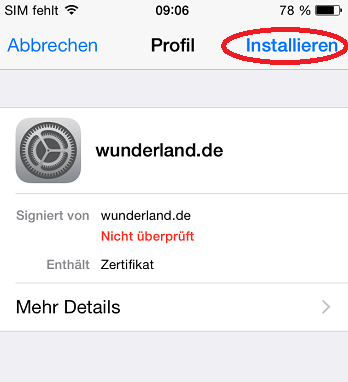 SIM fehlt 09:06 78 %
Abbrechen Profil Installieren
wunderland.de
Signiert von wunderland.de
Nicht überprüft
Enthält Zertifikat
Mehr Details